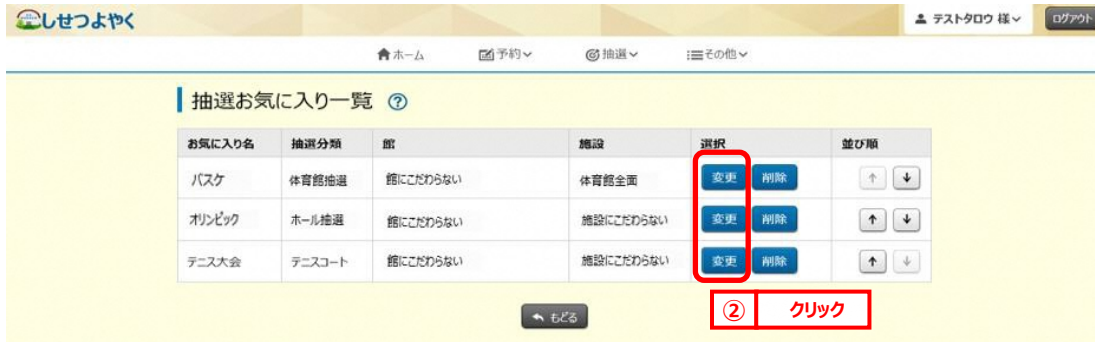 しせつよやく
テストタロウ 様
ログアウト
ホーム 予約 抽選 その他
抽選お気に入り一覧 ?
お気に入り名 抽選分類 館 施設 選択 並び順
バスケ 体育館抽選 館にこだわらない 体育館全面 変更 削除 ↑ ↓
オリンピック ホール抽選 館にこだわらない 施設にこだわらない 変更 削除 ↑ ↓
テニス大会 テニスコート 館にこだわらない 施設にこだわらない 変更 削除 ↑ ↓
もどる
② クリック